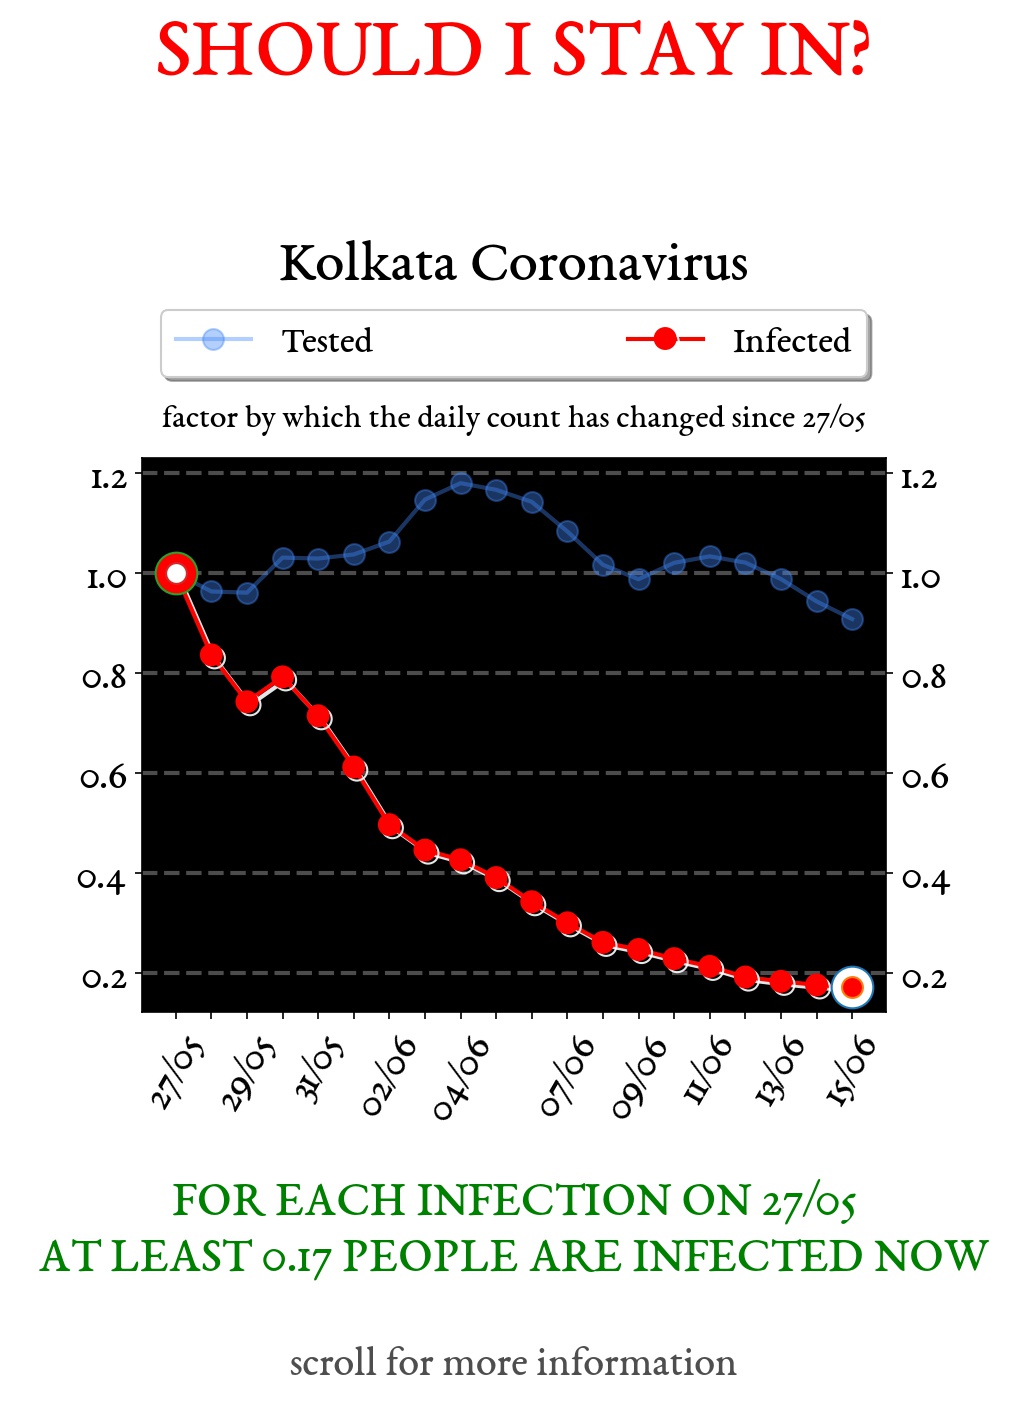 SHOULD I STAY IN?
Kolkata Coronavirus
Tested Infected
factor by which the daily count has changed since 27/05
1.2 1.2
1.0 1.0
0.8 0.8
0.6 0.6
0.4 0.4
0.2 0.2
27/05 29/05 31/05 02/06 04/06 07/06 09/06 11/06 13/06 15/06
FOR EACH INFECTION ON 27/05
AT LEAST 0.17 PEOPLE ARE INFECTED NOW
scroll for more information